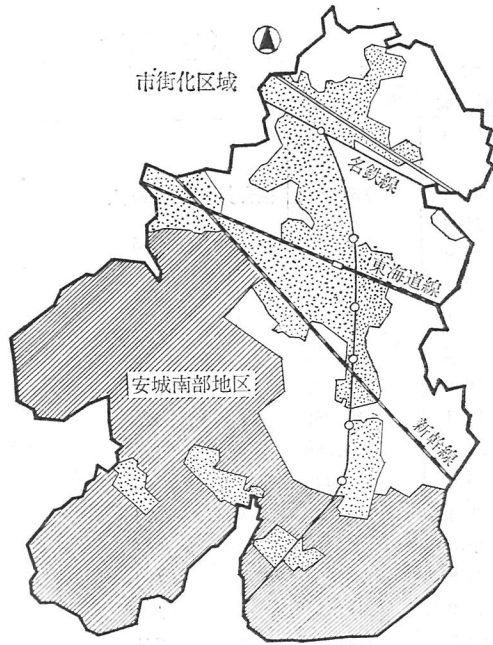 市街化区域
名鉄線
東海道線
安城南部地区
新幹線